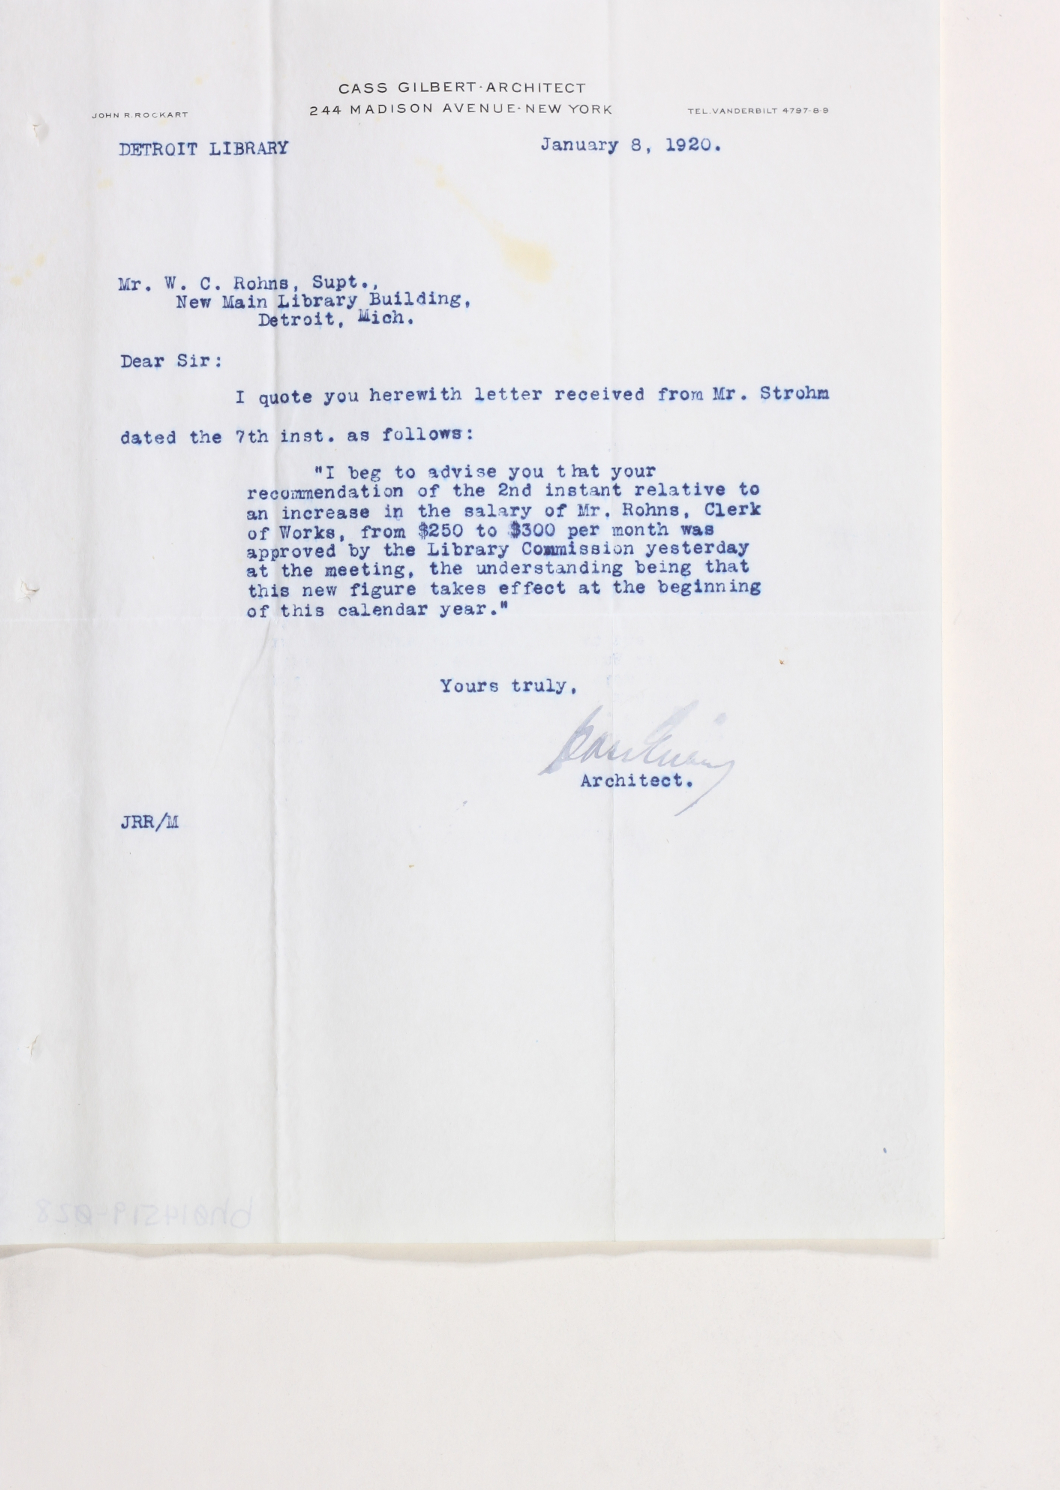 CASS GILBERT·ARCHITECT
244 MADISON AVENUE·NEW YORK
JOHN R. ROCKART
TEL. VANDERBILT 4797-8-9
DETROIT LIBRARY
January 8, 1920.
Mr. W. C. Rohns, Supt.,
New Main Library Building,
Detroit, Mich.
Dear Sir:
I quote you herewith letter received from Mr. Strohm
dated the 7th inst. as follows:
"I beg to advise you that your
recommendation of the 2nd instant relative to
an increase in the salary of Mr. Rohns, Clerk
of Works, from $250 to $300 per month was
approved by the Library Commission yesterday
at the meeting, the understanding being that
this new figure takes effect at the beginning
of this calendar year."
Yours truly,
Cass Gilbert
Architect.
JRR/M
bh014519-028